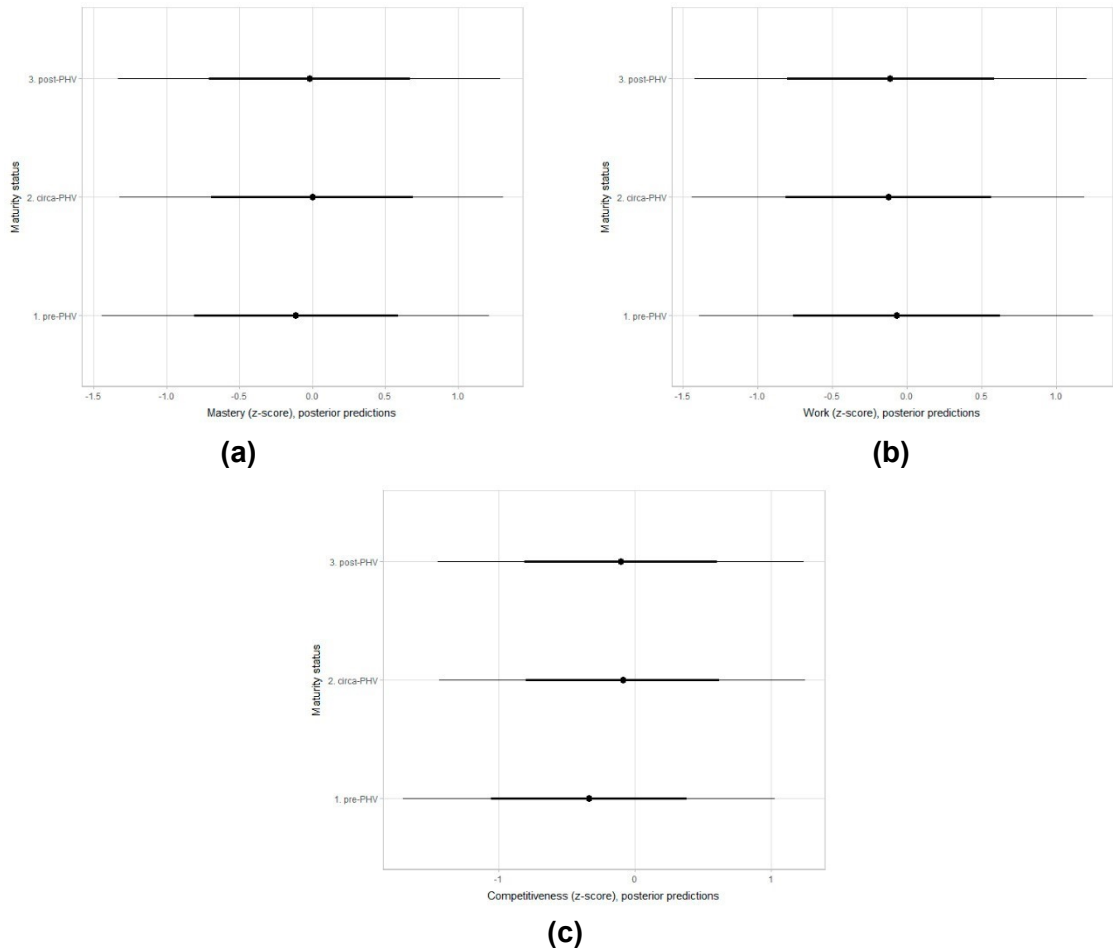 3. post-PHV
2. circa-PHV
1. pre-PHV
Maturity status
-1.5 -1.0 -0.5 0.0 0.5 1.0
Mastery (z-score), posterior predictions
(a)
3. post-PHV
2. circa-PHV
1. pre-PHV
Maturity status
-1.5 -1.0 -0.5 0.0 0.5 1.0
Work (z-score), posterior predictions
(b)
3. post-PHV
2. circa-PHV
1. pre-PHV
Maturity status
-1 0 1
Competitiveness (z-score), posterior predictions
(c)